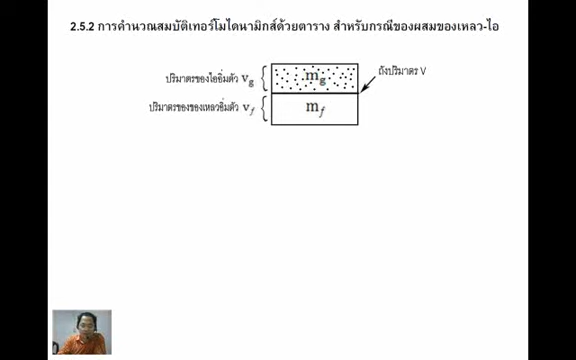 2.5.2 การคำนวณสมบัติเทอร์โมไดนามิกส์ด้วยตาราง สำหรับกรณีของผสมของเหลว-ไอ
ปริมาตรของไออิ่มตัว vg
mg
ถังปริมาตร V
ปริมาตรของของเหลวอิ่มตัว vf
mf